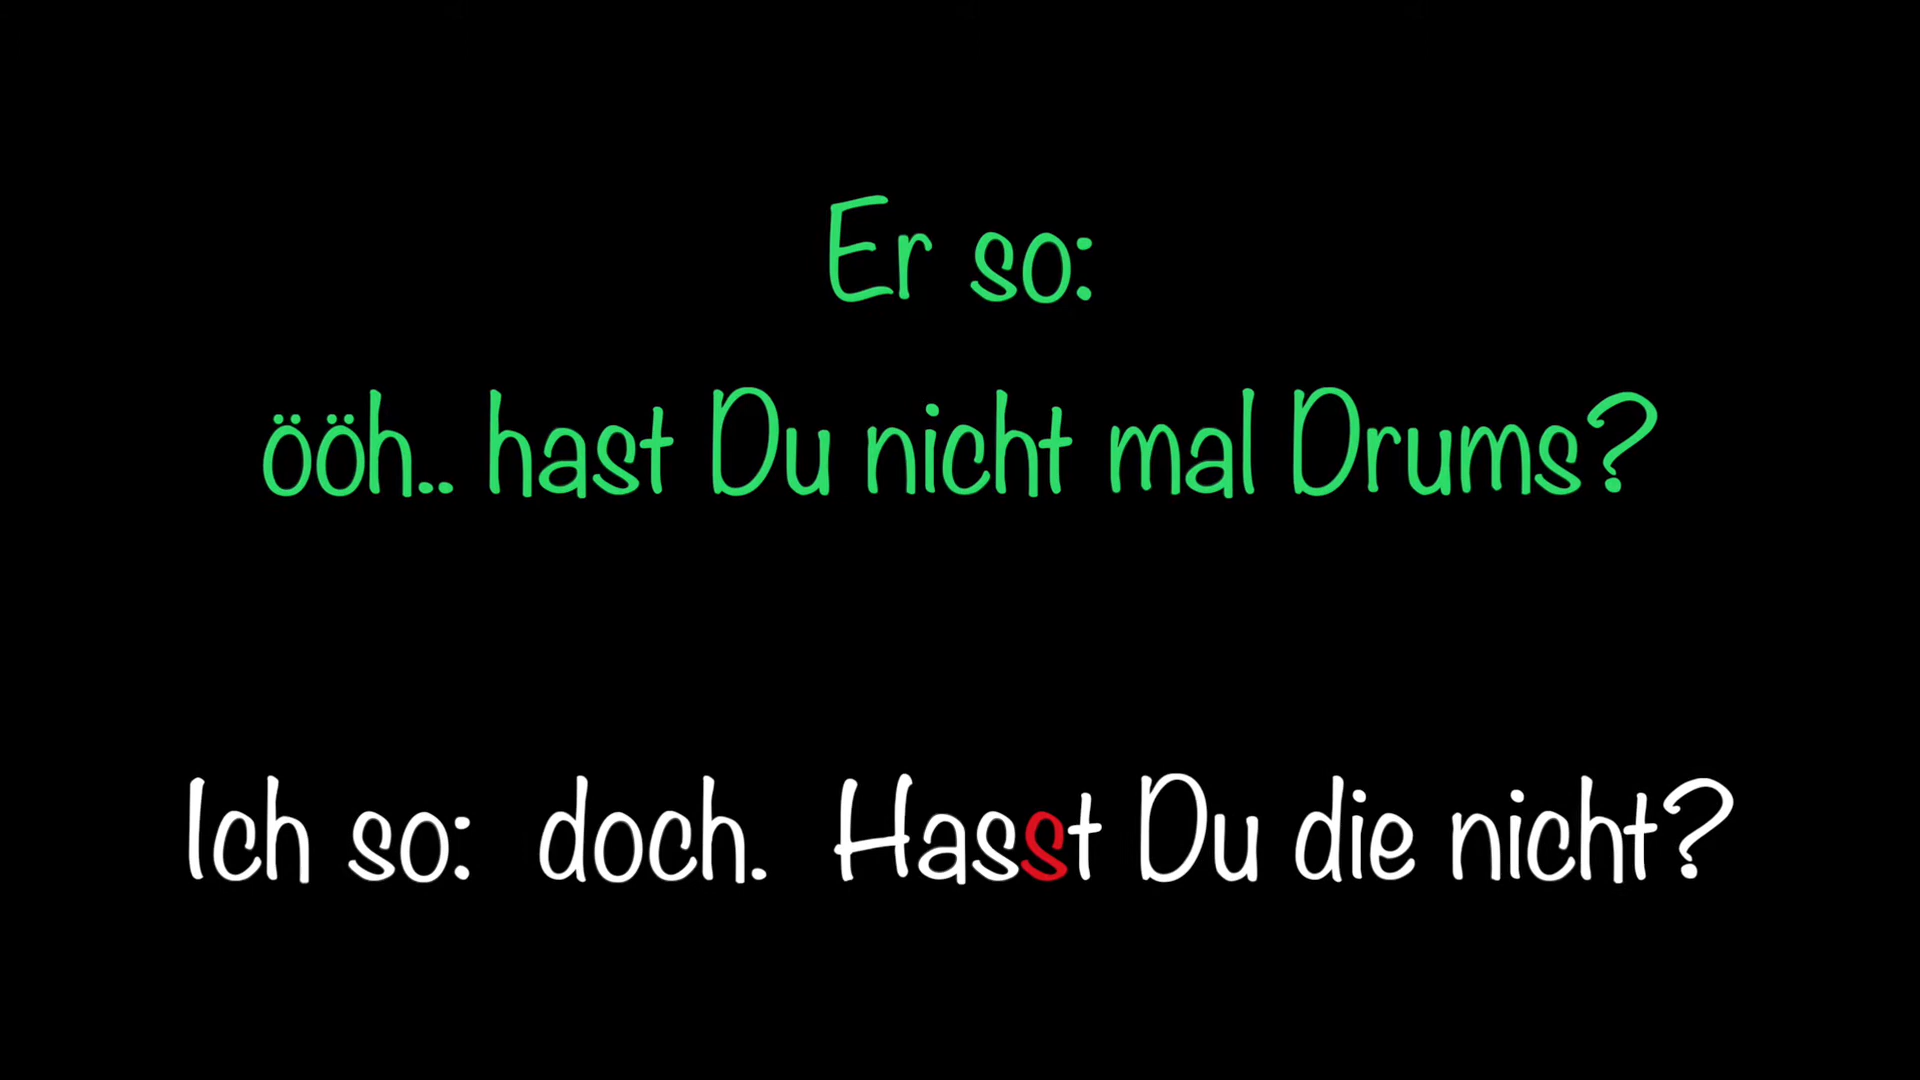 Er so:
ööh.. hast Du nicht mal Drums?
Ich so: doch. Hasst Du die nicht?